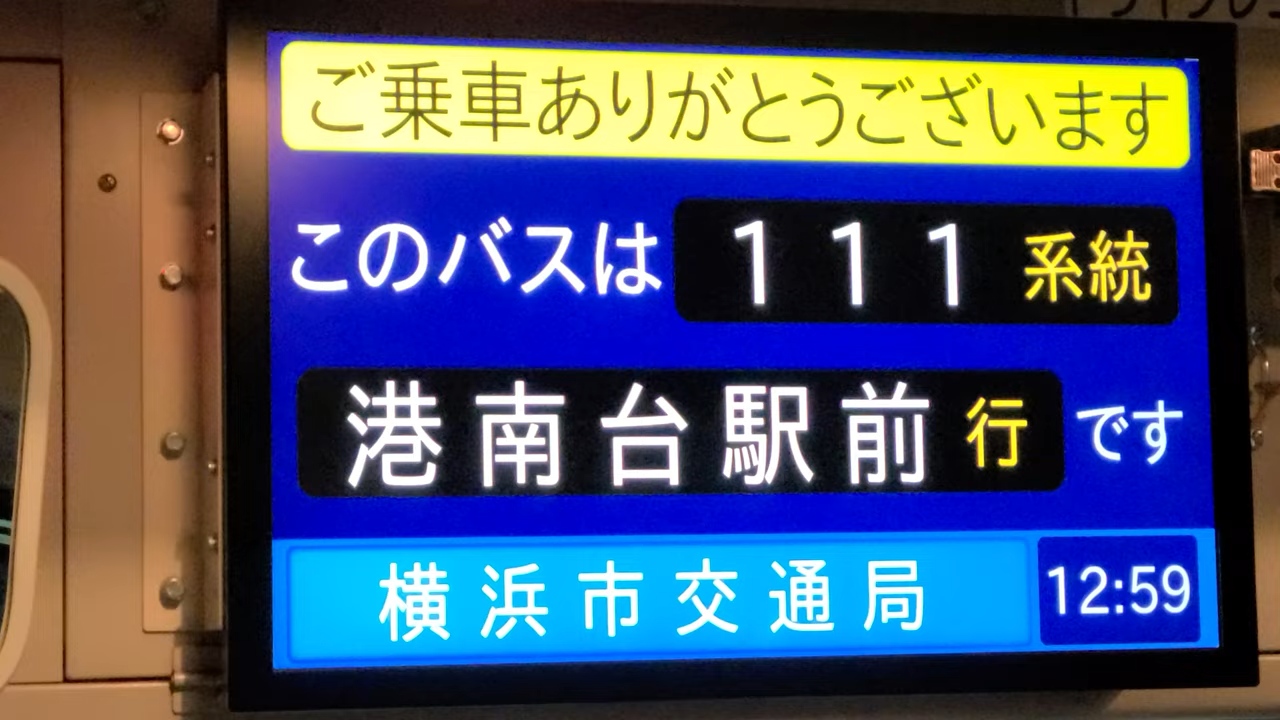 ご乗車ありがとうございます
このバスは 111 系統
港南台駅前 行 です
横浜市交通局 12:59